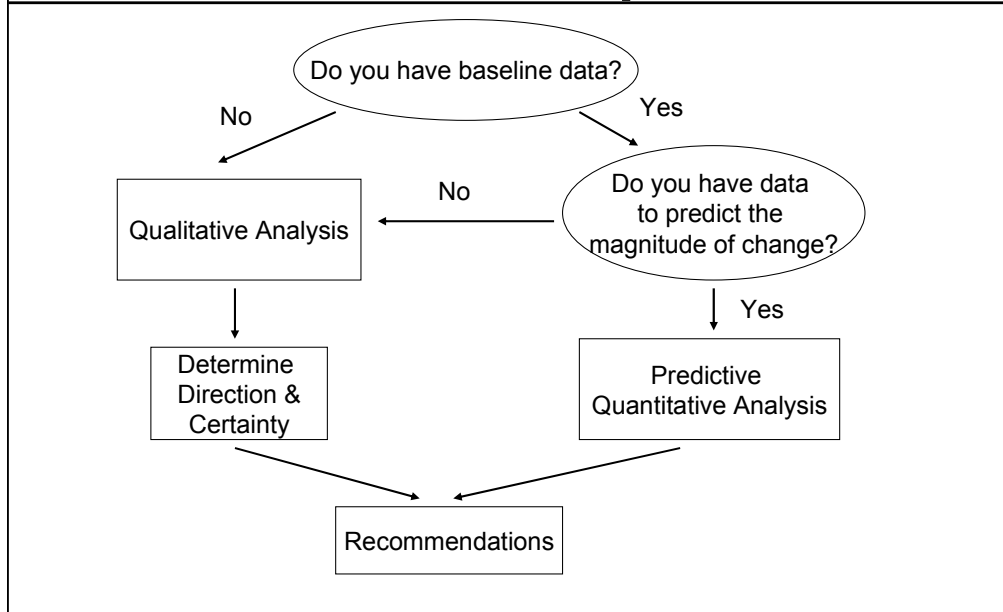 Do you have baseline data?
No
Yes
Do you have data
to predict the
magnitude of change?
No
Qualitative Analysis
Yes
Determine
Direction &
Certainty
Predictive
Quantitative Analysis
Recommendations